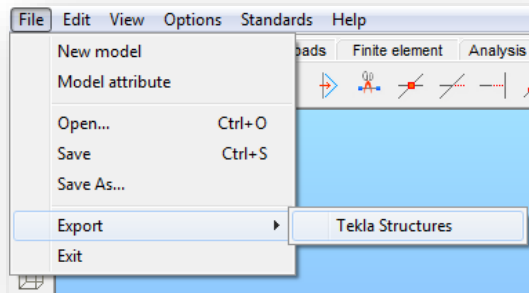 File Edit View Options Standards Help
New model
Model attribute
Open... Ctrl+O
Save Ctrl+S
Save As...
Export
Exit
Tekla Structures
Finite element
Analysis